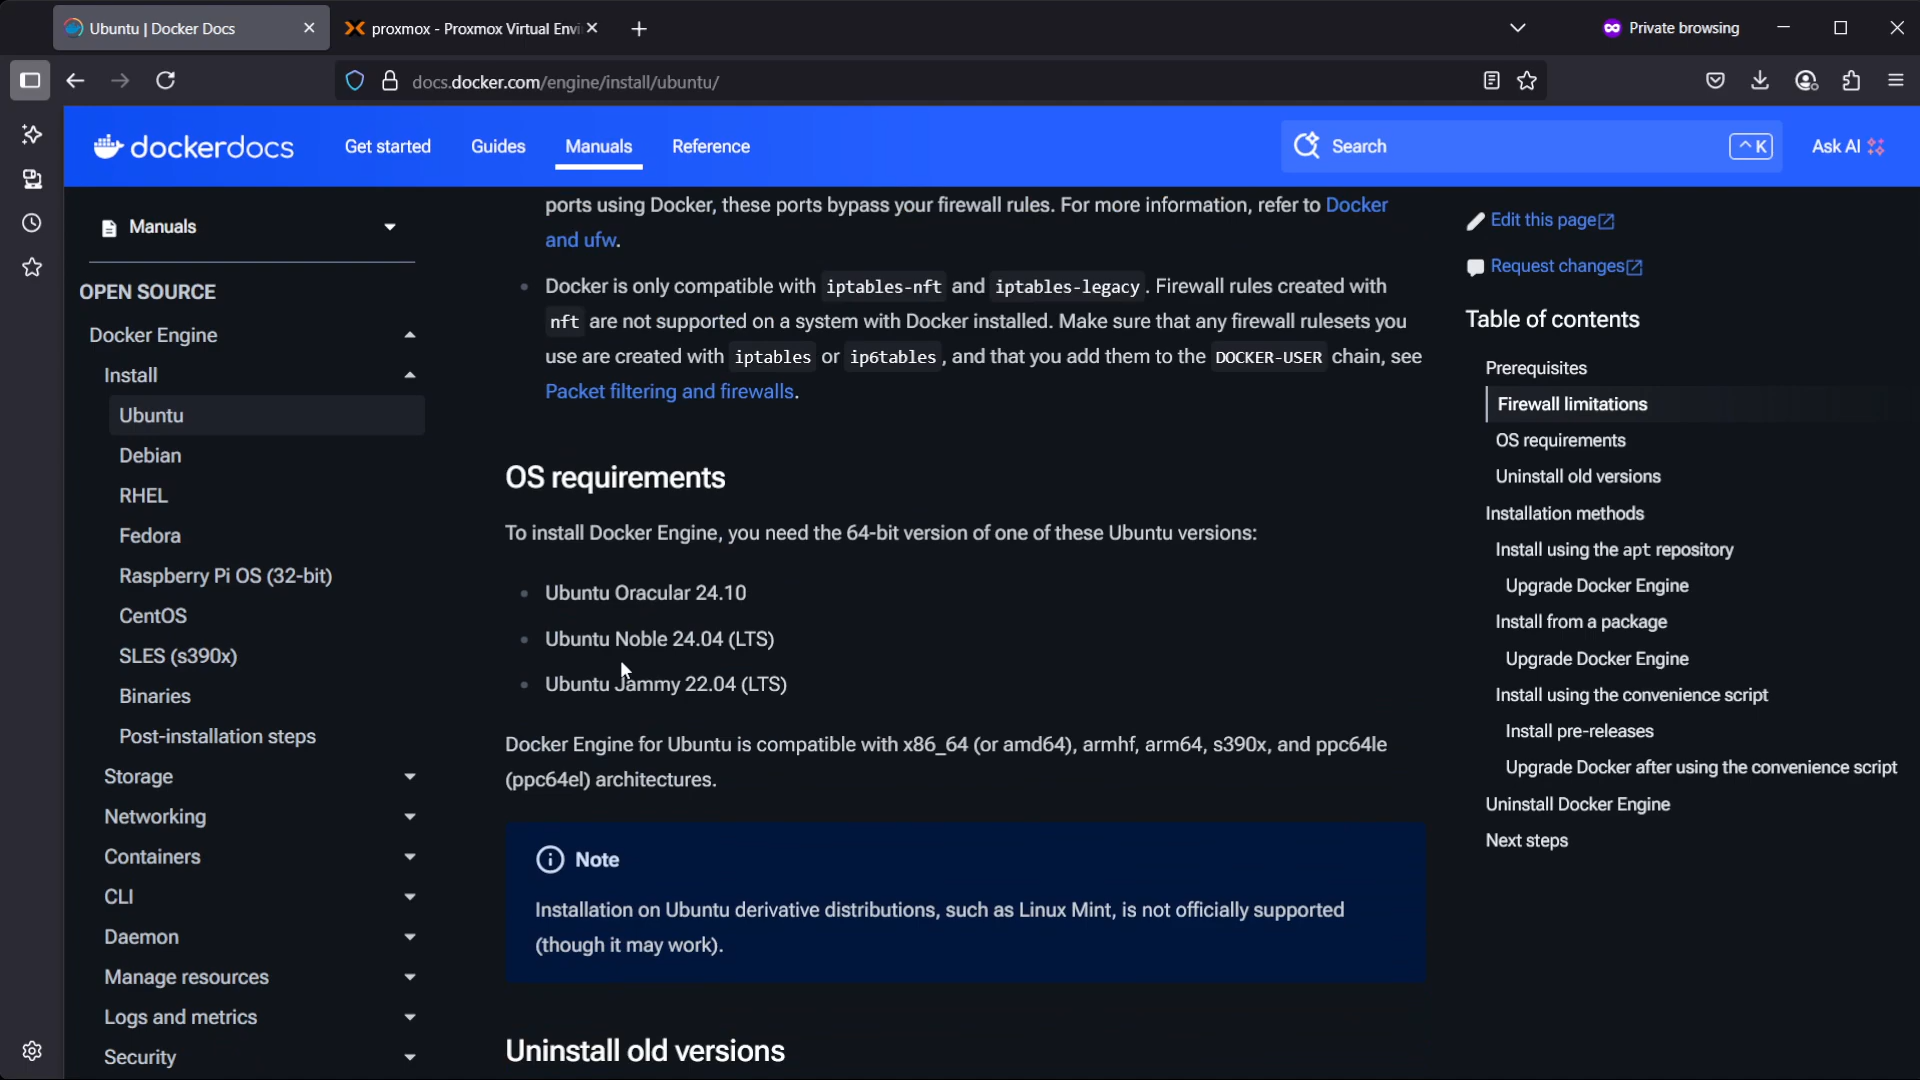 Ubuntu | Docker Docs
proxmox - Proxmox Virtual Envi
Private browsing
docs.docker.com/engine/install/ubuntu/
dockerdocs
Get started
Guides
Manuals
Reference
Search
^ K
Ask AI
Manuals
OPEN SOURCE
Docker Engine
Install
Ubuntu
Debian
RHEL
Fedora
Raspberry Pi OS (32-bit)
CentOS
SLES (s390x)
Binaries
Post-installation steps
Storage
Networking
Containers
CLI
Daemon
Manage resources
Logs and metrics
Security
ports using Docker, these ports bypass your firewall rules. For more information, refer to Docker
and ufw.
Docker is only compatible with iptables-nft and iptables-legacy. Firewall rules created with
nft are not supported on a system with Docker installed. Make sure that any firewall rulesets you
use are created with iptables or ip6tables, and that you add them to the DOCKER-USER chain, see
Packet filtering and firewalls.
OS requirements
To install Docker Engine, you need the 64-bit version of one of these Ubuntu versions:
Ubuntu Oracular 24.10
Ubuntu Noble 24.04 (LTS)
Ubuntu Jammy 22.04 (LTS)
Docker Engine for Ubuntu is compatible with x86_64 (or amd64), armhf, arm64, s390x, and ppc64le
(ppc64el) architectures.
Note
Installation on Ubuntu derivative distributions, such as Linux Mint, is not officially supported
(though it may work).
Uninstall old versions
Edit this page
Request changes
Table of contents
Prerequisites
Firewall limitations
OS requirements
Uninstall old versions
Installation methods
Install using the apt repository
Upgrade Docker Engine
Install from a package
Upgrade Docker Engine
Install using the convenience script
Install pre-releases
Upgrade Docker after using the convenience script
Uninstall Docker Engine
Next steps